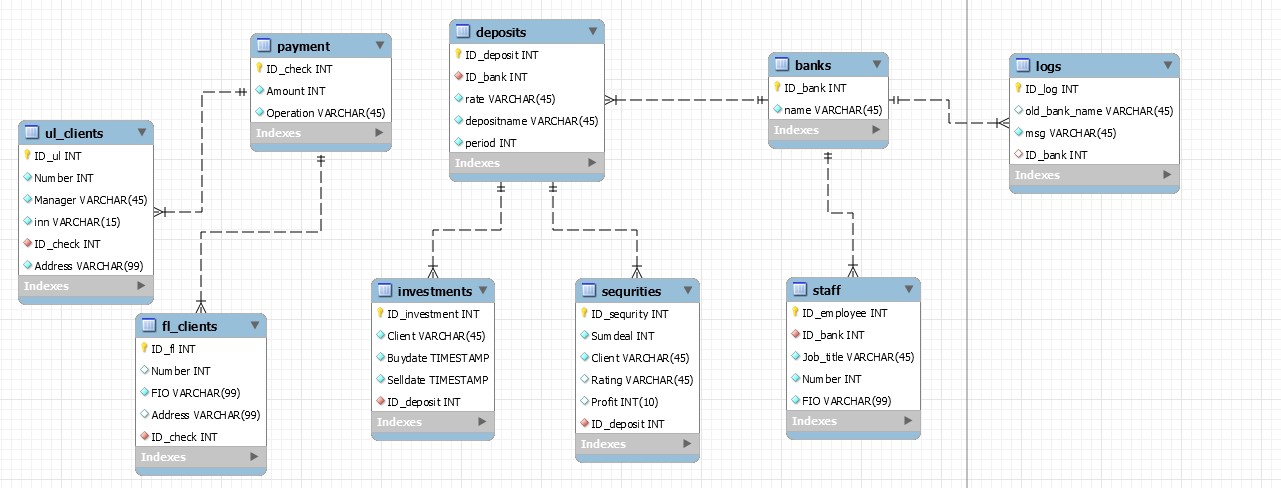 payment
ID_check INT
Amount INT
Operation VARCHAR(45)
Indexes
deposits
ID_deposit INT
ID_bank INT
rate VARCHAR(45)
depositname VARCHAR(45)
period INT
Indexes
banks
ID_bank INT
name VARCHAR(45)
Indexes
logs
ID_log INT
old_bank_name VARCHAR(45)
msg VARCHAR(45)
ID_bank INT
Indexes
ul_clients
ID_ul INT
Number INT
Manager VARCHAR(45)
inn VARCHAR(15)
ID_check INT
Address VARCHAR(99)
Indexes
fl_clients
ID_fl INT
Number INT
FIO VARCHAR(99)
Address VARCHAR(99)
ID_check INT
Indexes
investments
ID_investment INT
Client VARCHAR(45)
Buydate TIMESTAMP
Selldate TIMESTAMP
ID_deposit INT
Indexes
sequrities
ID_sequrity INT
Sumdeal INT
Client VARCHAR(45)
Rating VARCHAR(45)
Profit INT(10)
ID_deposit INT
Indexes
staff
ID_employee INT
ID_bank INT
Job_title VARCHAR(45)
Number INT
FIO VARCHAR(99)
Indexes